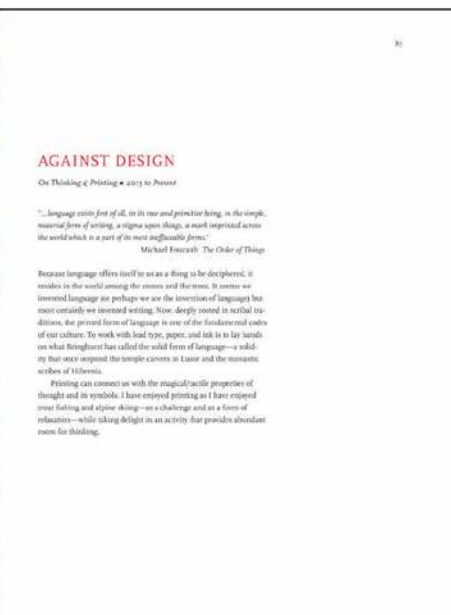 87
AGAINST DESIGN
On Thinking & Printing ■ 2013 to Present
"...language exists first of all, in its raw and primitive being, in the simple,
material form of writing, a stigma upon things, a mark imprinted across
the world which is a part of its most ineffaceable forms."
Michael Foucault The Order of Things
Because language offers itself to us as a thing to be deciphered, it
resides in the world among the stones and the trees. It seems we
invented language (or perhaps we are the invention of language) but
most certainly we invented writing. Now, deeply rooted in scribal tra-
ditions, the printed form of language is one of the fundamental codes
of our culture. To work with lead type, paper, and ink is to lay hands
on what Bringhurst has called the solid form of language—a solid-
ity that once inspired the temple carvers at Luxor and the monastic
scribes of Hibernia.
Printing can connect us with the magical/tactile properties of
thought and its symbols. I have enjoyed printing as I have enjoyed
trout fishing and alpine skiing—as a challenge and as a form of
relaxation—while taking delight in an activity that provides abundant
room for thinking.